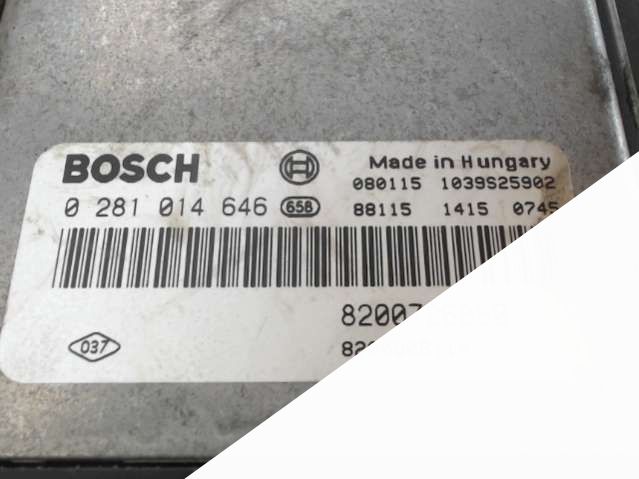 BOSCH
Made in Hungary
080115 1039S25902
0 281 014 646 658
88115 1415 0745
037